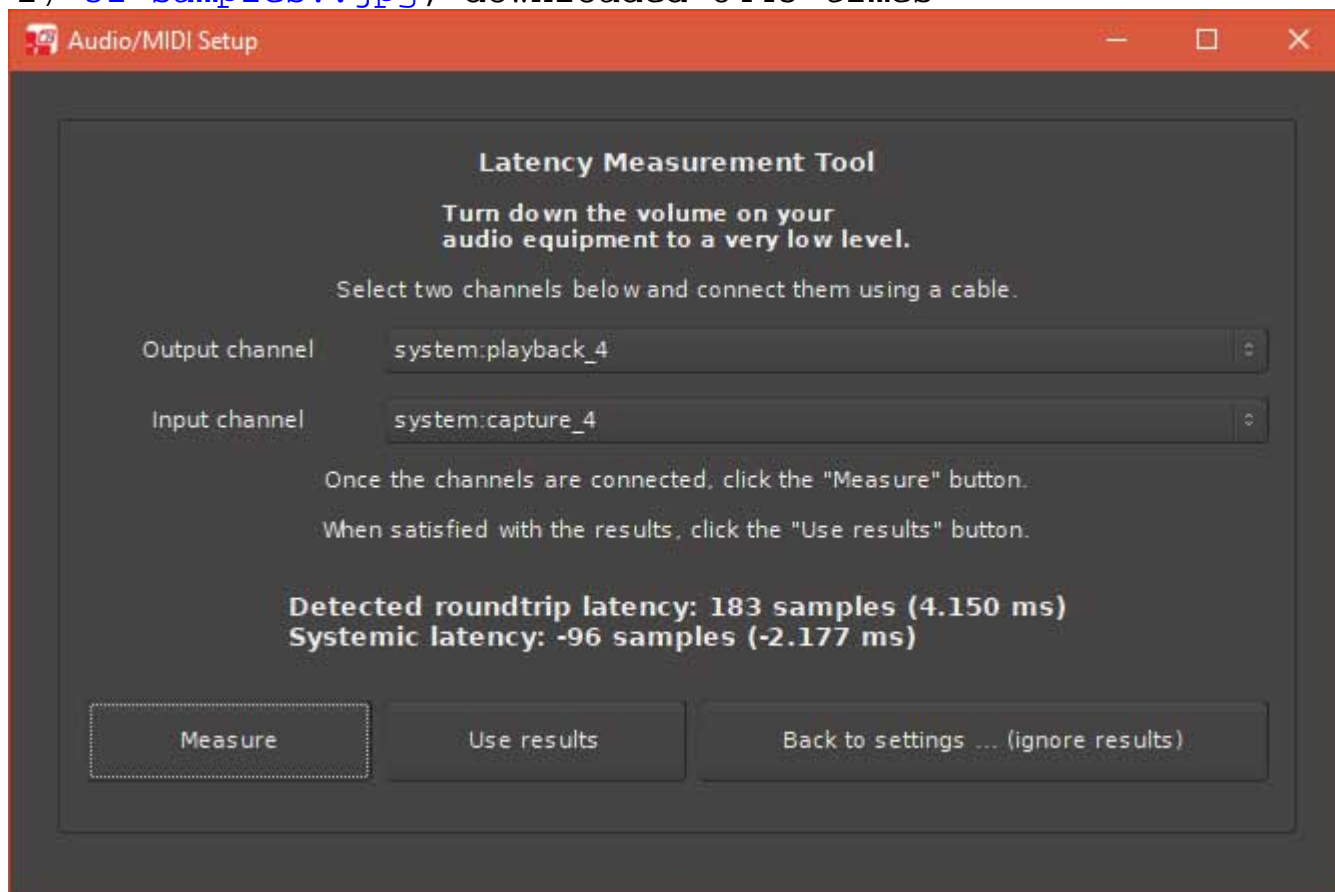 Audio/MIDI Setup
Latency Measurement Tool
Turn down the volume on your
audio equipment to a very low level.
Select two channels below and connect them using a cable.
Output channel system:playback_4
Input channel system:capture_4
Once the channels are connected, click the "Measure" button.
When satisfied with the results, click the "Use results" button.
Detected roundtrip latency: 183 samples (4.150 ms)
Systemic latency: -96 samples (-2.177 ms)
Measure Use results Back to settings ... (ignore results)